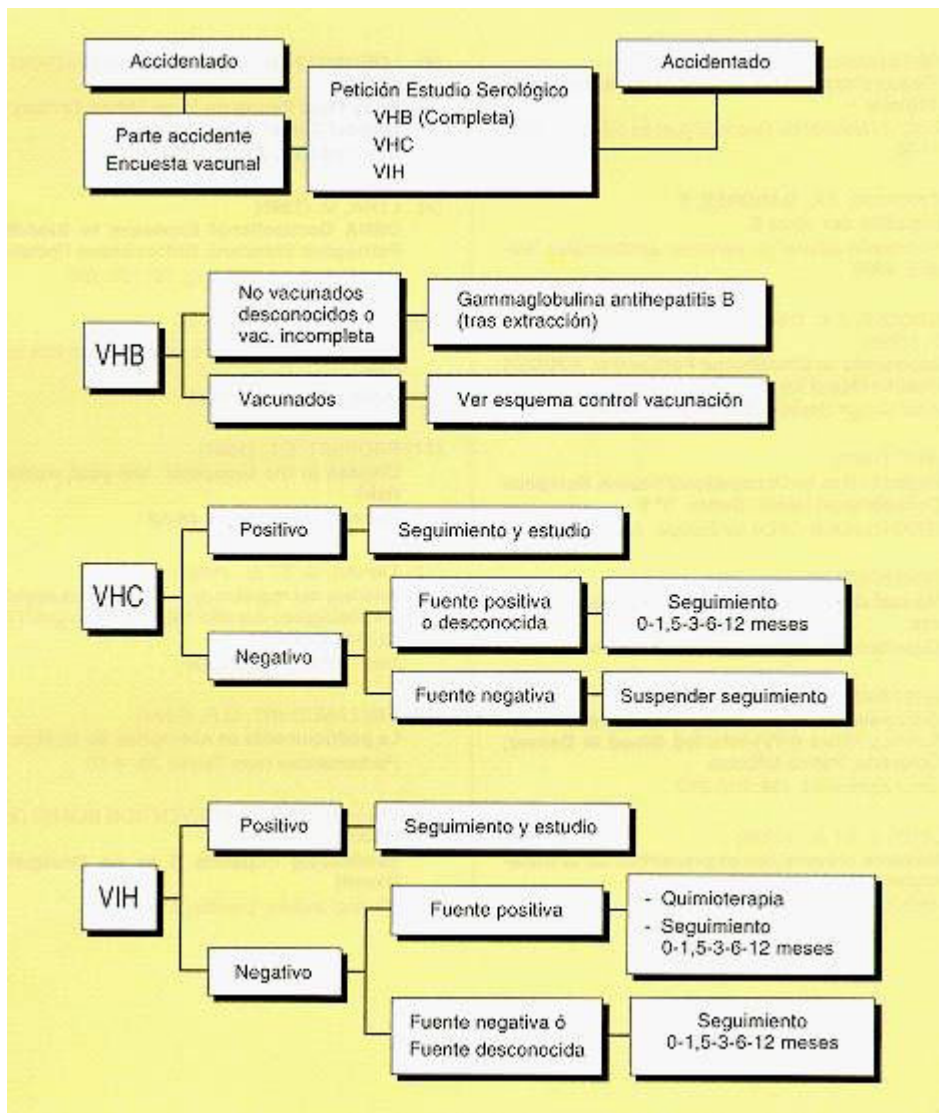 Accidentado
Accidentado
Petición Estudio Serológico
VHB (Completa)
VHC
VIH
Parte accidente
Encuesta vacunal
VHB
No vacunados
desconocidos o
vac. incompleta
Gammaglobulina antihepatitis B
(tras extracción)
Vacunados
Ver esquema control vacunación
VHC
Positivo
Seguimiento y estudio
Negativo
Fuente positiva
o desconocida
Seguimiento
0-1,5-3-6-12 meses
Fuente negativa
Suspender seguimiento
VIH
Positivo
Seguimiento y estudio
Negativo
Fuente positiva
- Quimioterapia
- Seguimiento
0-1,5-3-6-12 meses
Fuente negativa ó
Fuente desconocida
Seguimiento
0-1,5-3-6-12 meses